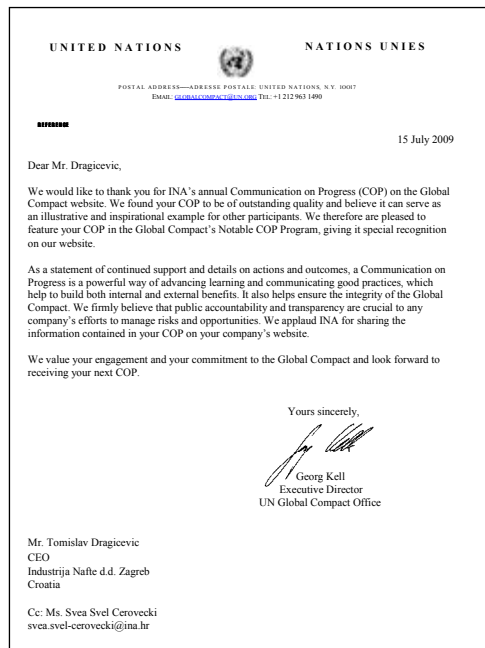 UNITED NATIONS
NATIONS UNIES
POSTAL ADDRESS—ADRESSE POSTALE: UNITED NATIONS, N.Y. 10017
EMAIL: GLOBALCOMPACT@UN.ORG TEL: +1 212 963 1490
REFERENCE
15 July 2009
Dear Mr. Dragicevic,
We would like to thank you for INA’s annual Communication on Progress (COP) on the Global
Compact website. We found your COP to be of outstanding quality and believe it can serve as
an illustrative and inspirational example for other participants. We therefore are pleased to
feature your COP in the Global Compact’s Notable COP Program, giving it special recognition
on our website.
As a statement of continued support and details on actions and outcomes, a Communication on
Progress is a powerful way of advancing learning and communicating good practices, which
help to build both internal and external benefits. It also helps ensure the integrity of the Global
Compact. We firmly believe that public accountability and transparency are crucial to any
company’s efforts to manage risks and opportunities. We applaud INA for sharing the
information contained in your COP on your company’s website.
We value your engagement and your commitment to the Global Compact and look forward to
receiving your next COP.
Yours sincerely,
Georg Kell
Executive Director
UN Global Compact Office
Mr. Tomislav Dragicevic
CEO
Industrija Nafte d.d. Zagreb
Croatia
Cc: Ms. Svea Svel Cerovecki
svea.svel-cerovecki@ina.hr